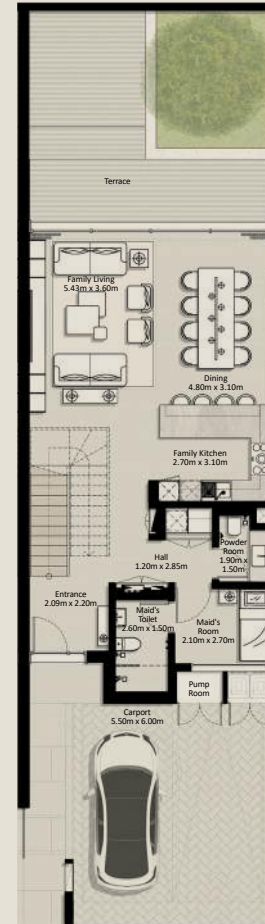 Terrace
Family Living
5.43m x 3.60m
Dining
4.80m x 3.10m
Family Kitchen
2.70m x 3.10m
Powder
Room
1.90m x
1.50m
Hall
1.20m x 2.85m
Entrance
2.09m x 2.20m
Maid's
Toilet
2.60m x 1.50m
Maid's
Room
2.10m x 2.70m
Pump
Room
Carport
5.50m x 6.00m